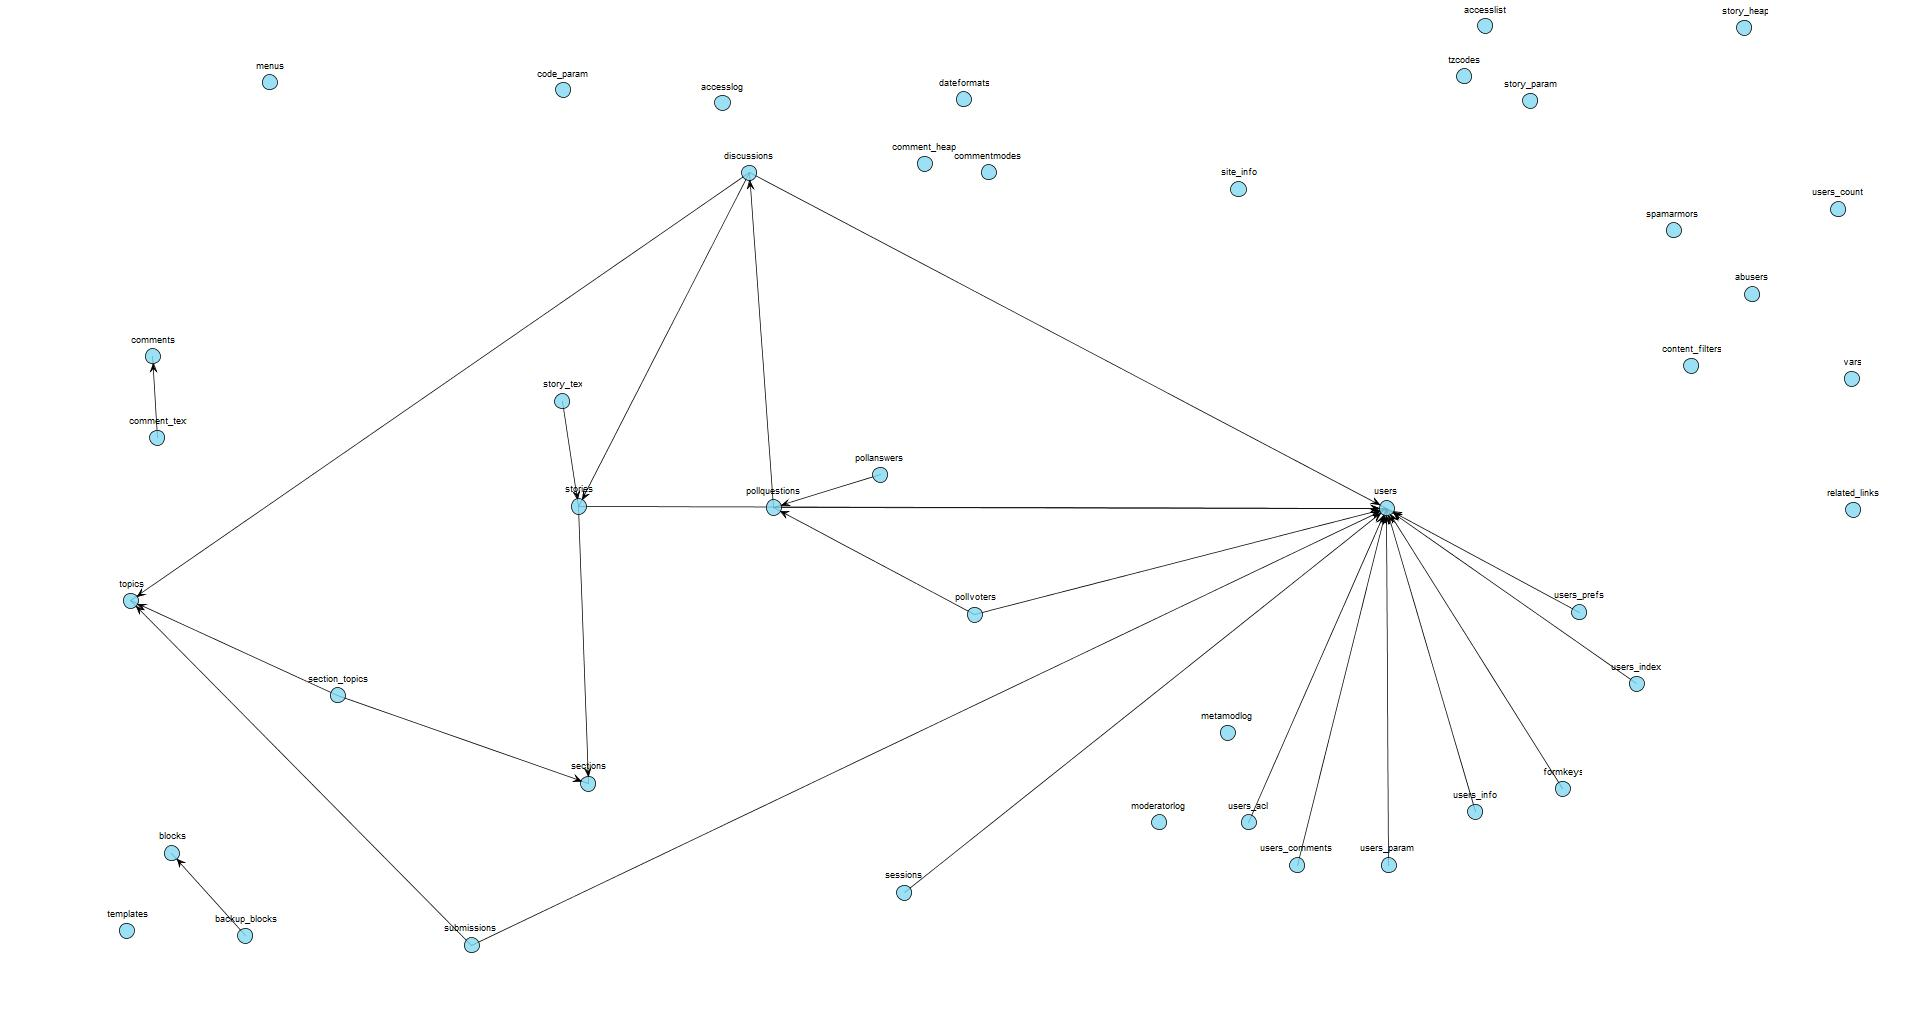 accesslist
story_heap
tzcodes
menus
code_param
story_param
accesslog
dateformats
comment_heap
discussions
commentmodes
site_info
users_count
spamarmors
abusers
comments
content_filters
vars
story_tex
comment_tex
pollanswers
stories
pollquestions
users
related_links
topics
users_prefs
pollvoters
users_index
section_topics
metamodlog
sections
formkeys
users_info
moderatorlog
users_acl
blocks
users_comments
users_param
sessions
templates
backup_blocks
submissions